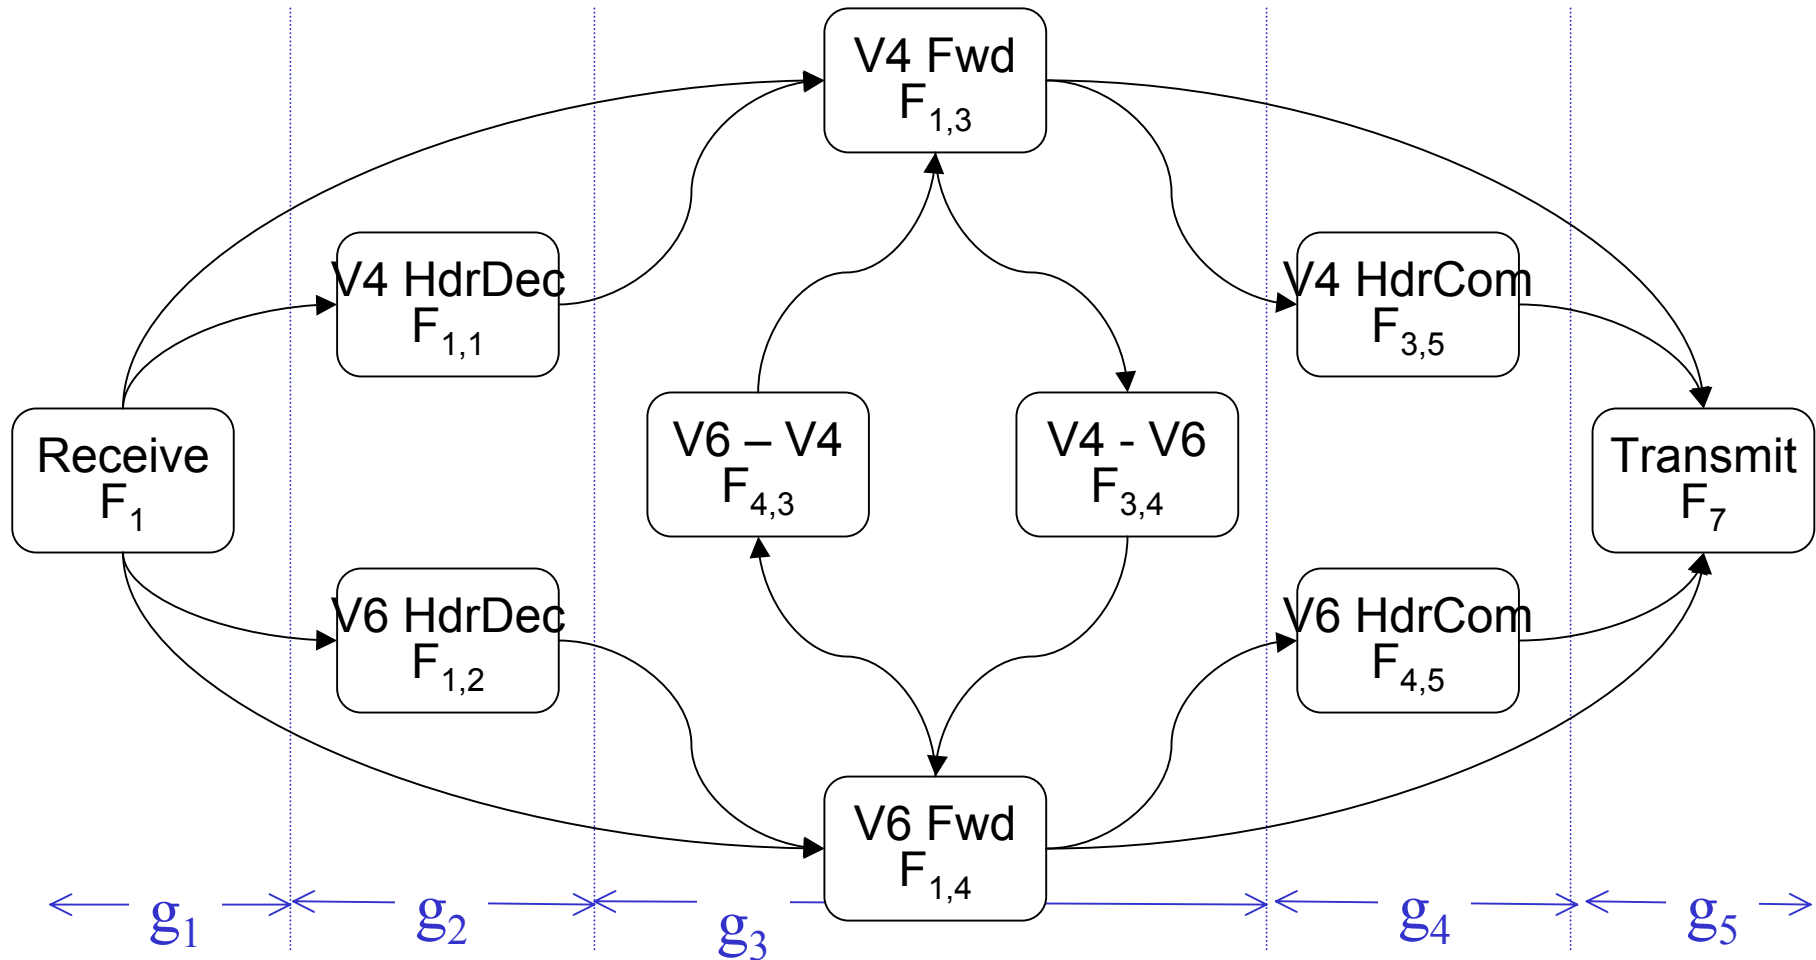 V4 Fwd
F1,3
V4 HdrDec
F1,1
V4 HdrCom
F3,5
Receive
F1
V6 – V4
F4,3
V4 - V6
F3,4
Transmit
F7
V6 HdrDec
F1,2
V6 HdrCom
F4,5
V6 Fwd
F1,4
g1
g2
g3
g4
g5